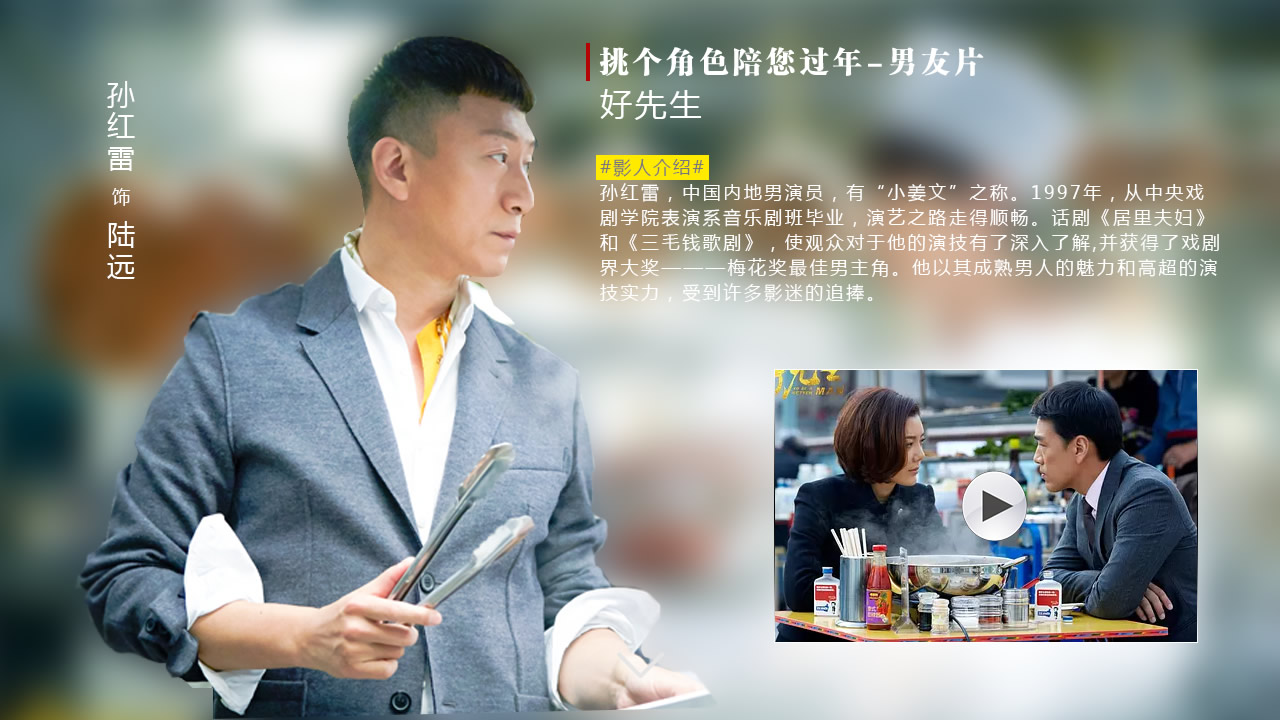 孙红雷
饰
陆远
挑个角色陪您过年-男友片
好先生
#影人介绍#
孙红雷，中国内地男演员，有“小姜文”之称。1997年，从中央戏
剧学院表演系音乐剧班毕业，演艺之路走得顺畅。话剧《居里夫妇》
和《三毛钱歌剧》，使观众对于他的演技有了深入了解,并获得了戏剧
界大奖————梅花奖最佳男主角。他以其成熟男人的魅力和高超的演
技实力，受到许多影迷的追捧。